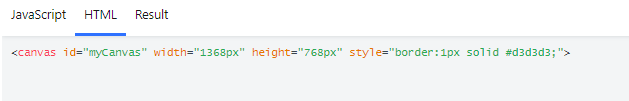 JavaScript HTML Result
<canvas id="myCanvas" width="1368px" height="768px" style="border:1px solid #d3d3d3;">